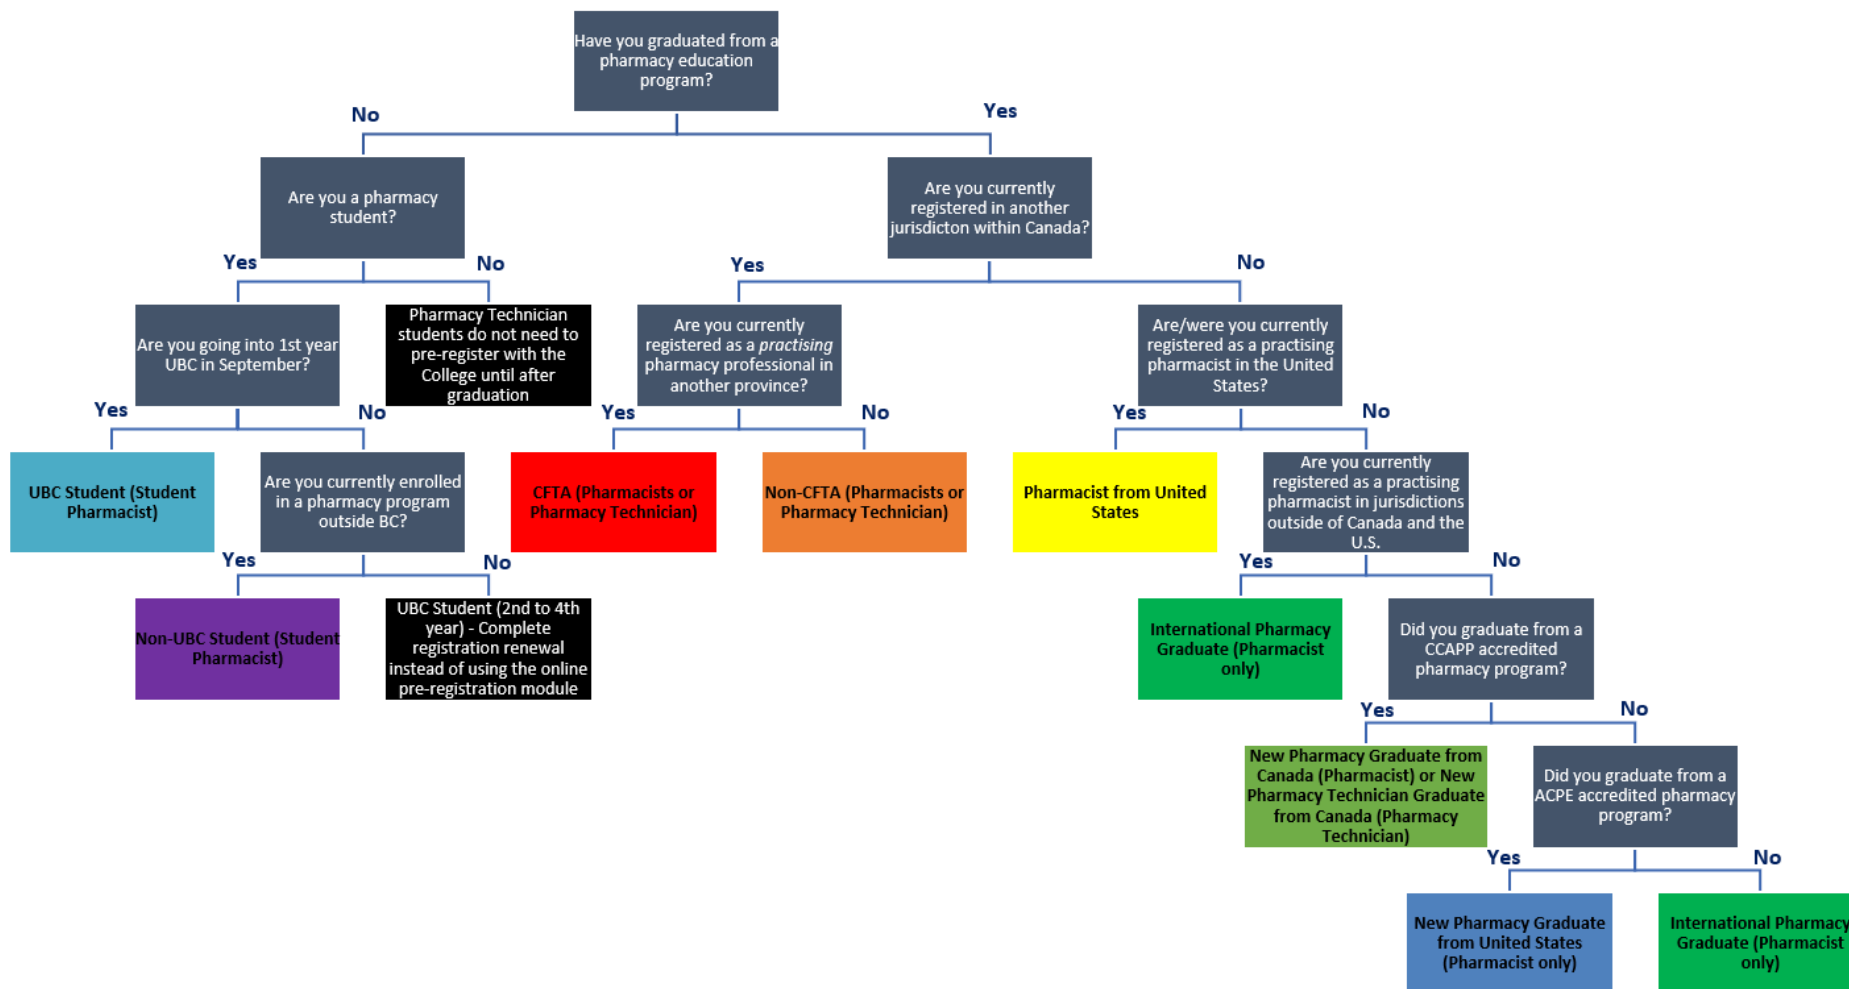 Have you graduated from a
pharmacy education
program?
No
Yes
Are you a pharmacy
student?
Are you currently
registered in another
jurisdicton within Canada?
Yes
No
Yes
No
Are you going into 1st year
UBC in September?
Pharmacy Technician
students do not need to
pre-register with the
College until after
graduation
Are you currently
registered as a practising
pharmacy professional in
another province?
Are/were you currently
registered as a practising
pharmacist in the United
States?
Yes
No
Yes
No
Yes
No
UBC Student (Student
Pharmacist)
Are you currently enrolled
in a pharmacy program
outside BC?
CFTA (Pharmacists or
Pharmacy Technician)
Non-CFTA (Pharmacists or
Pharmacy Technician)
Pharmacist from United
States
Are you currently
registered as a practising
pharmacist in jurisdictions
outside of Canada and the
U.S.
Yes
No
Yes
No
Non-UBC Student (Student
Pharmacist)
UBC Student (2nd to 4th
year) - Complete
registration renewal
instead of using the online
pre-registration module
International Pharmacy
Graduate (Pharmacist
only)
Did you graduate from a
CCAPP accredited
pharmacy program?
Yes
No
New Pharmacy Graduate from
Canada (Pharmacist) or New
Pharmacy Technician Graduate
from Canada (Pharmacy
Technician)
Did you graduate from a
ACPE accredited pharmacy
program?
Yes
No
New Pharmacy Graduate
from United States
(Pharmacist only)
International Pharmacy
Graduate (Pharmacist
only)